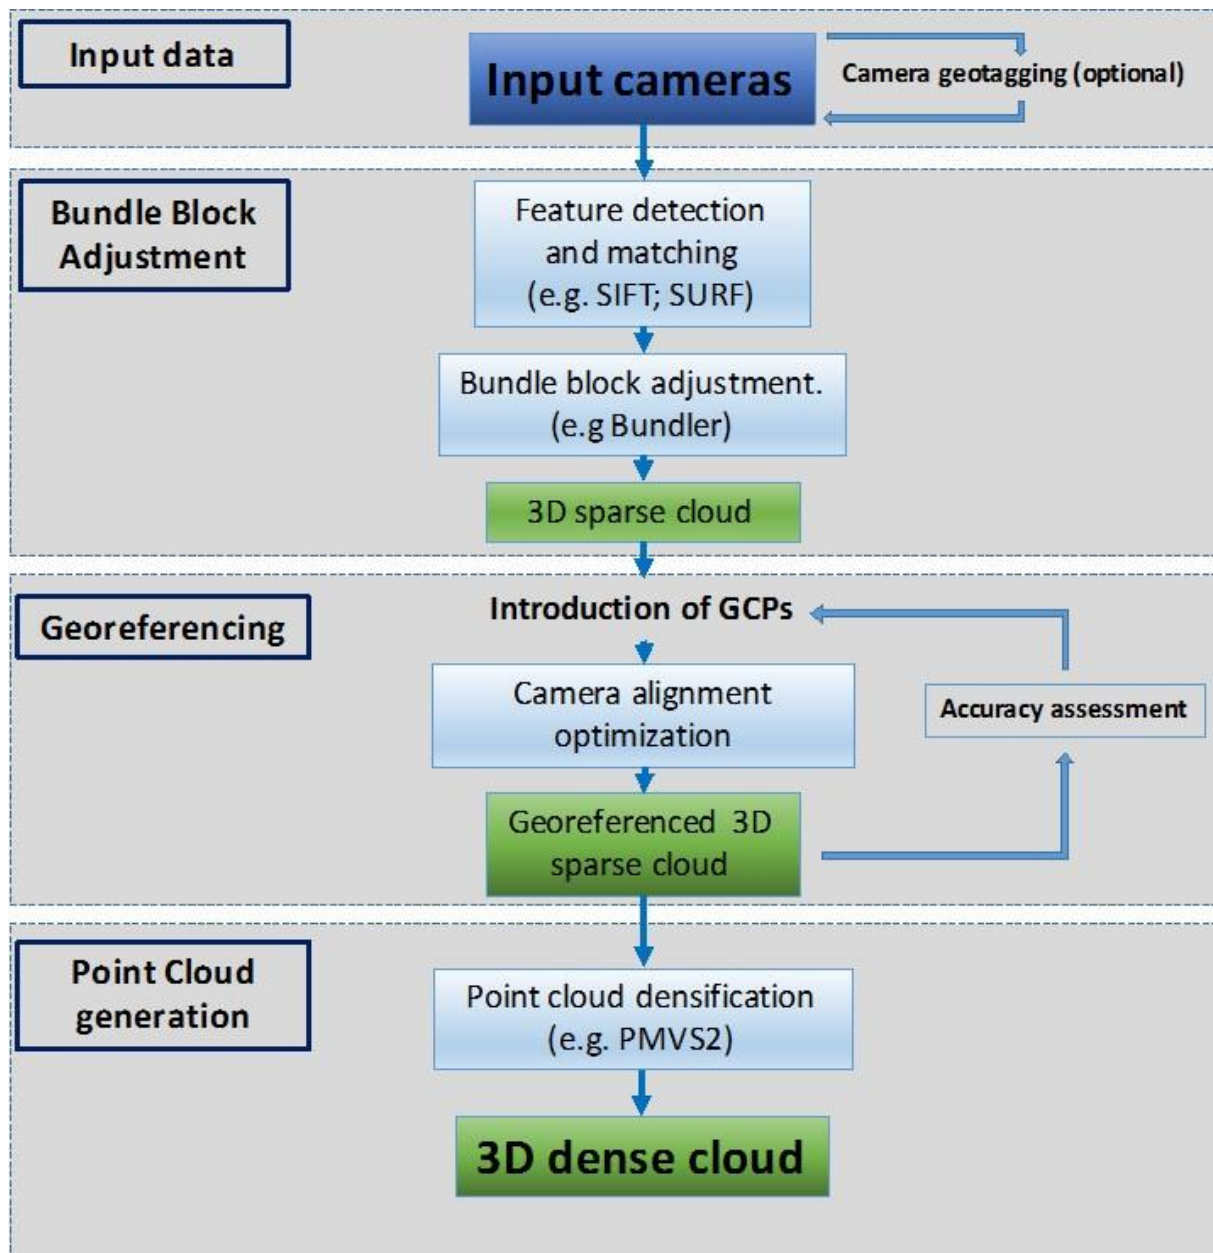 Input data
Input cameras
Camera geotagging (optional)
Bundle Block
Adjustment
Feature detection
and matching
(e.g. SIFT; SURF)
Bundle block adjustment.
(e.g Bundler)
3D sparse cloud
Georeferencing
Introduction of GCPs
Camera alignment
optimization
Accuracy assessment
Georeferenced 3D
sparse cloud
Point Cloud
generation
Point cloud densification
(e.g. PMVS2)
3D dense cloud